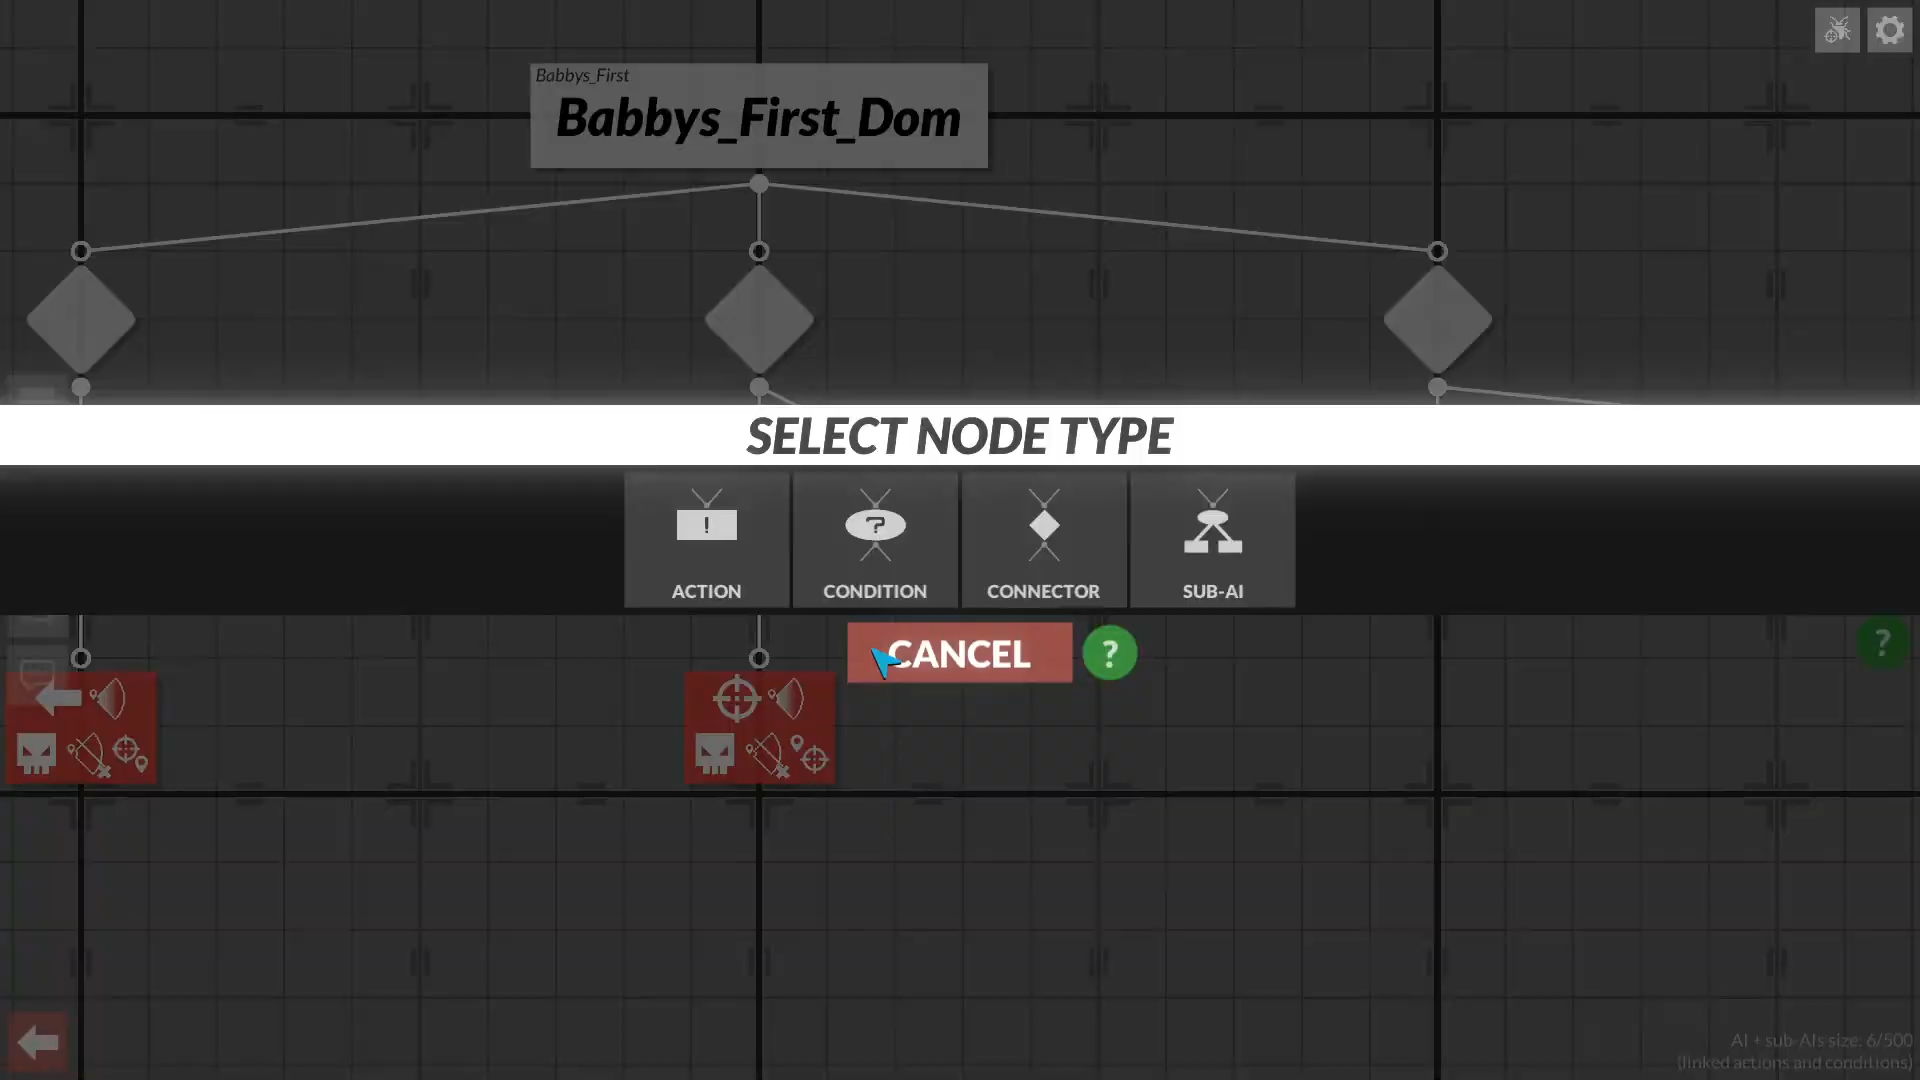 Babbys_First
Babbys_First_Dom
SELECT NODE TYPE
!
?
ACTION
CONDITION
CONNECTOR
SUB-AI
CANCEL
?
?
AI + sub-AIs size: 6/500
(linked actions and conditions)